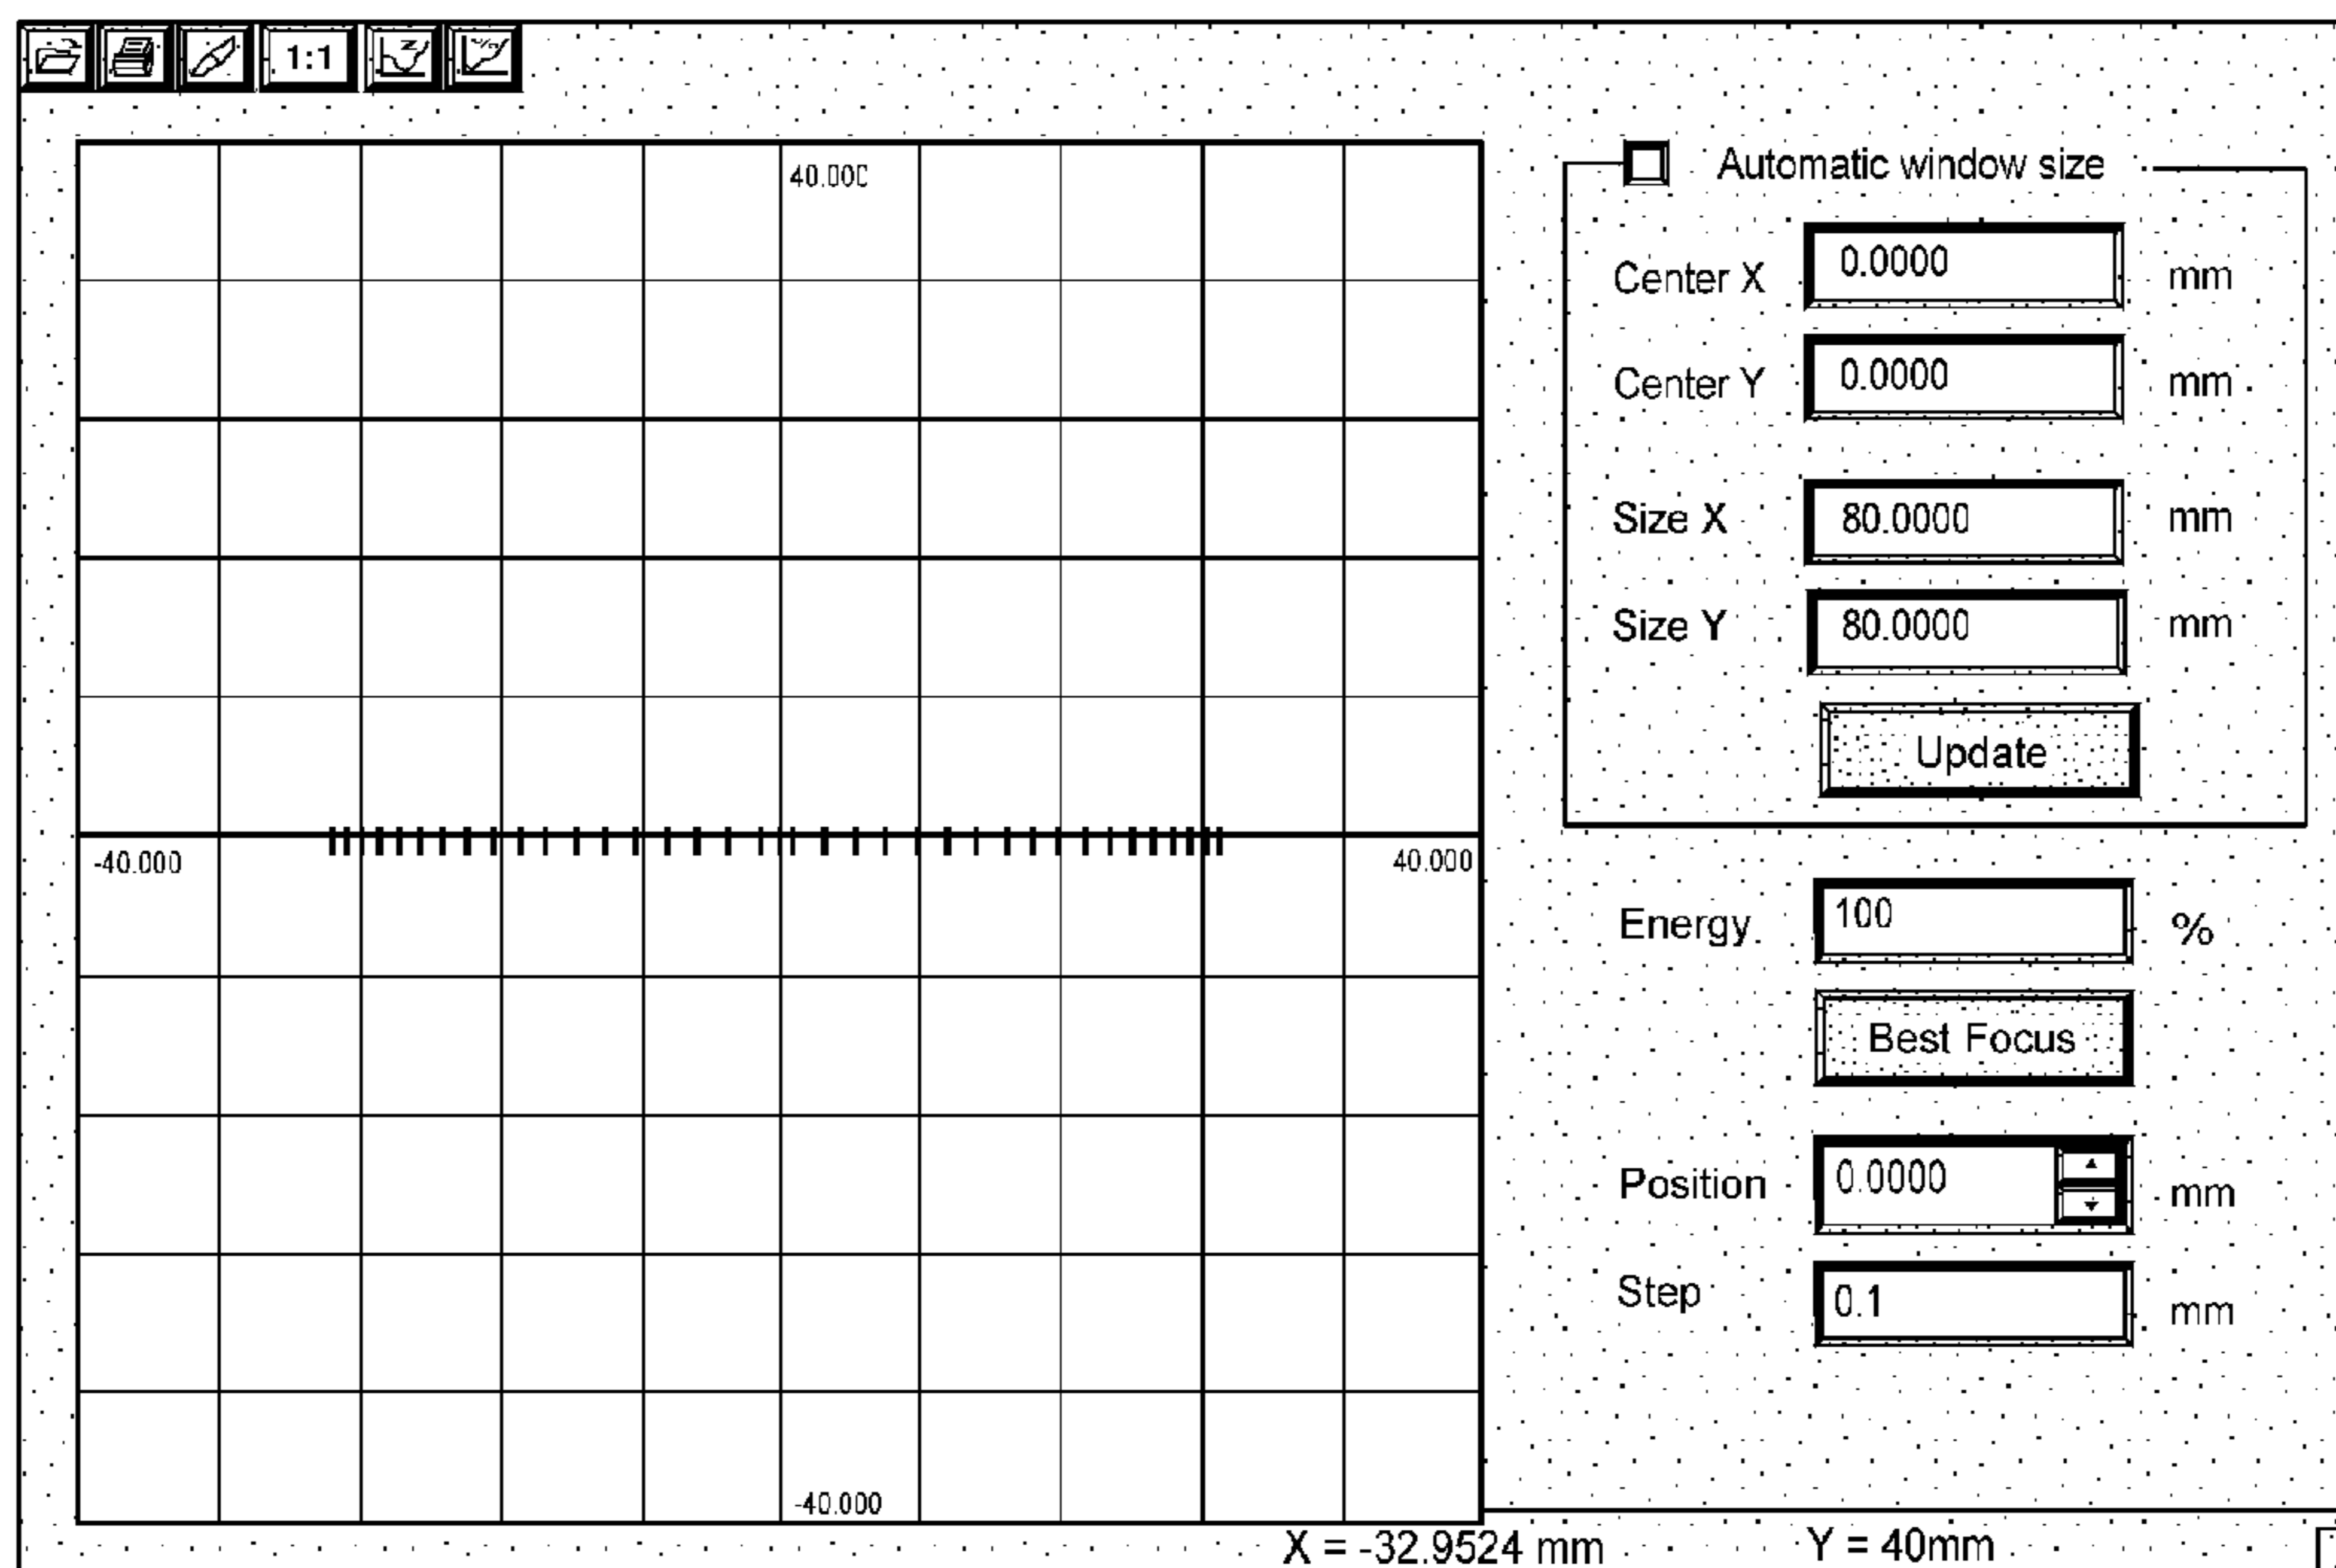 1:1
40.000
-40.000
40.000
-40.000
Automatic window size
Center X 0.0000 mm
Center Y 0.0000 mm
Size X 80.0000 mm
Size Y 80.0000 mm
Update
Energy 100 %
Best Focus
Position 0.0000 mm
Step 0.1 mm
X = -32.9524 mm Y = 40mm